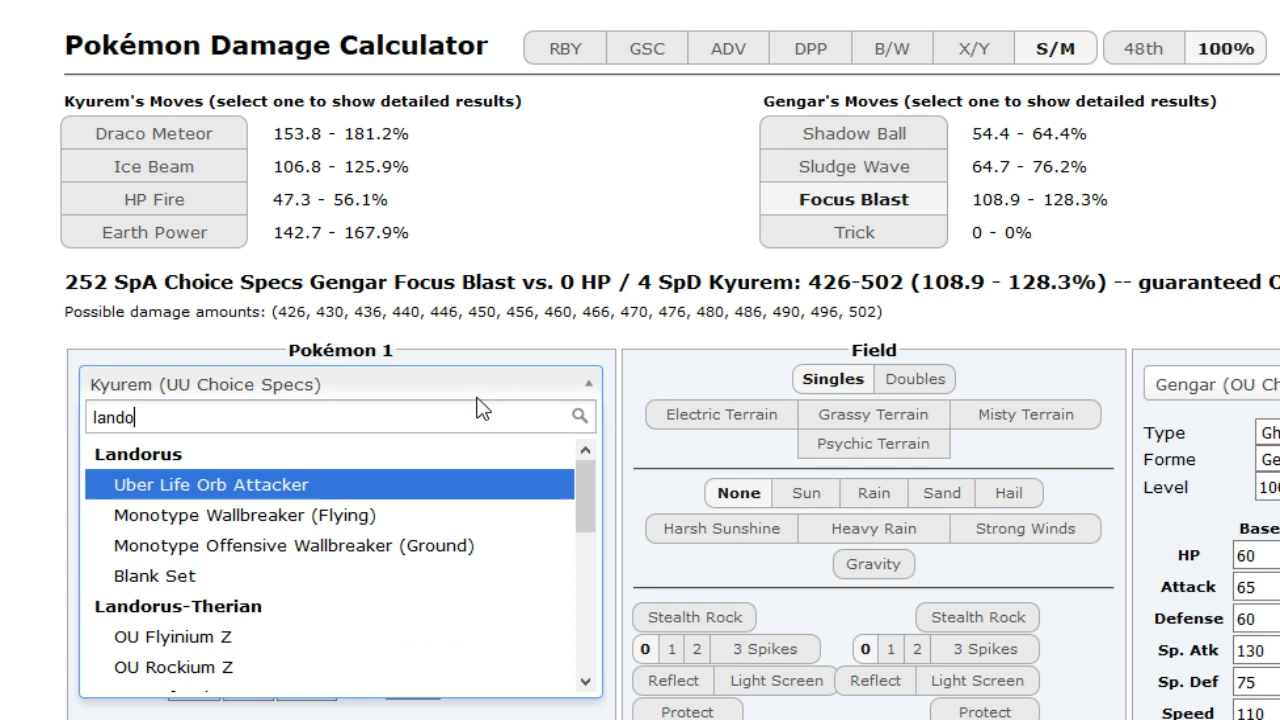 Pokémon Damage Calculator RBY GSC ADV DPP B/W X/Y S/M 48th 100%
Kyurem's Moves (select one to show detailed results) Gengar's Moves (select one to show detailed results)
Draco Meteor 153.8 - 181.2% Shadow Ball 54.4 - 64.4%
Ice Beam 106.8 - 125.9% Sludge Wave 64.7 - 76.2%
HP Fire 47.3 - 56.1% Focus Blast 108.9 - 128.3%
Earth Power 142.7 - 167.9% Trick 0 - 0%
252 SpA Choice Specs Gengar Focus Blast vs. 0 HP / 4 SpD Kyurem: 426-502 (108.9 - 128.3%) -- guaranteed
Possible damage amounts: (426, 430, 436, 440, 446, 450, 456, 460, 466, 470, 476, 480, 486, 490, 496, 502)
Pokémon 1
Kyurem (UU Choice Specs)
lando
Landorus
Uber Life Orb Attacker
Monotype Wallbreaker (Flying)
Monotype Offensive Wallbreaker (Ground)
Blank Set
Landorus-Therian
OU Flyinium Z
OU Rockium Z
Field
Singles Doubles
Electric Terrain Grassy Terrain Misty Terrain
Psychic Terrain
None Sun Rain Sand Hail
Harsh Sunshine Heavy Rain Strong Winds
Gravity
Stealth Rock Stealth Rock
0 1 2 3 Spikes 0 1 2 3 Spikes
Reflect Light Screen Reflect Light Screen
Protect Protect
Gengar (OU Ch
Type Gh
Forme Ge
Level 100
Base
HP 60
Attack 65
Defense 60
Sp. Atk 130
Sp. Def 75
Speed 110